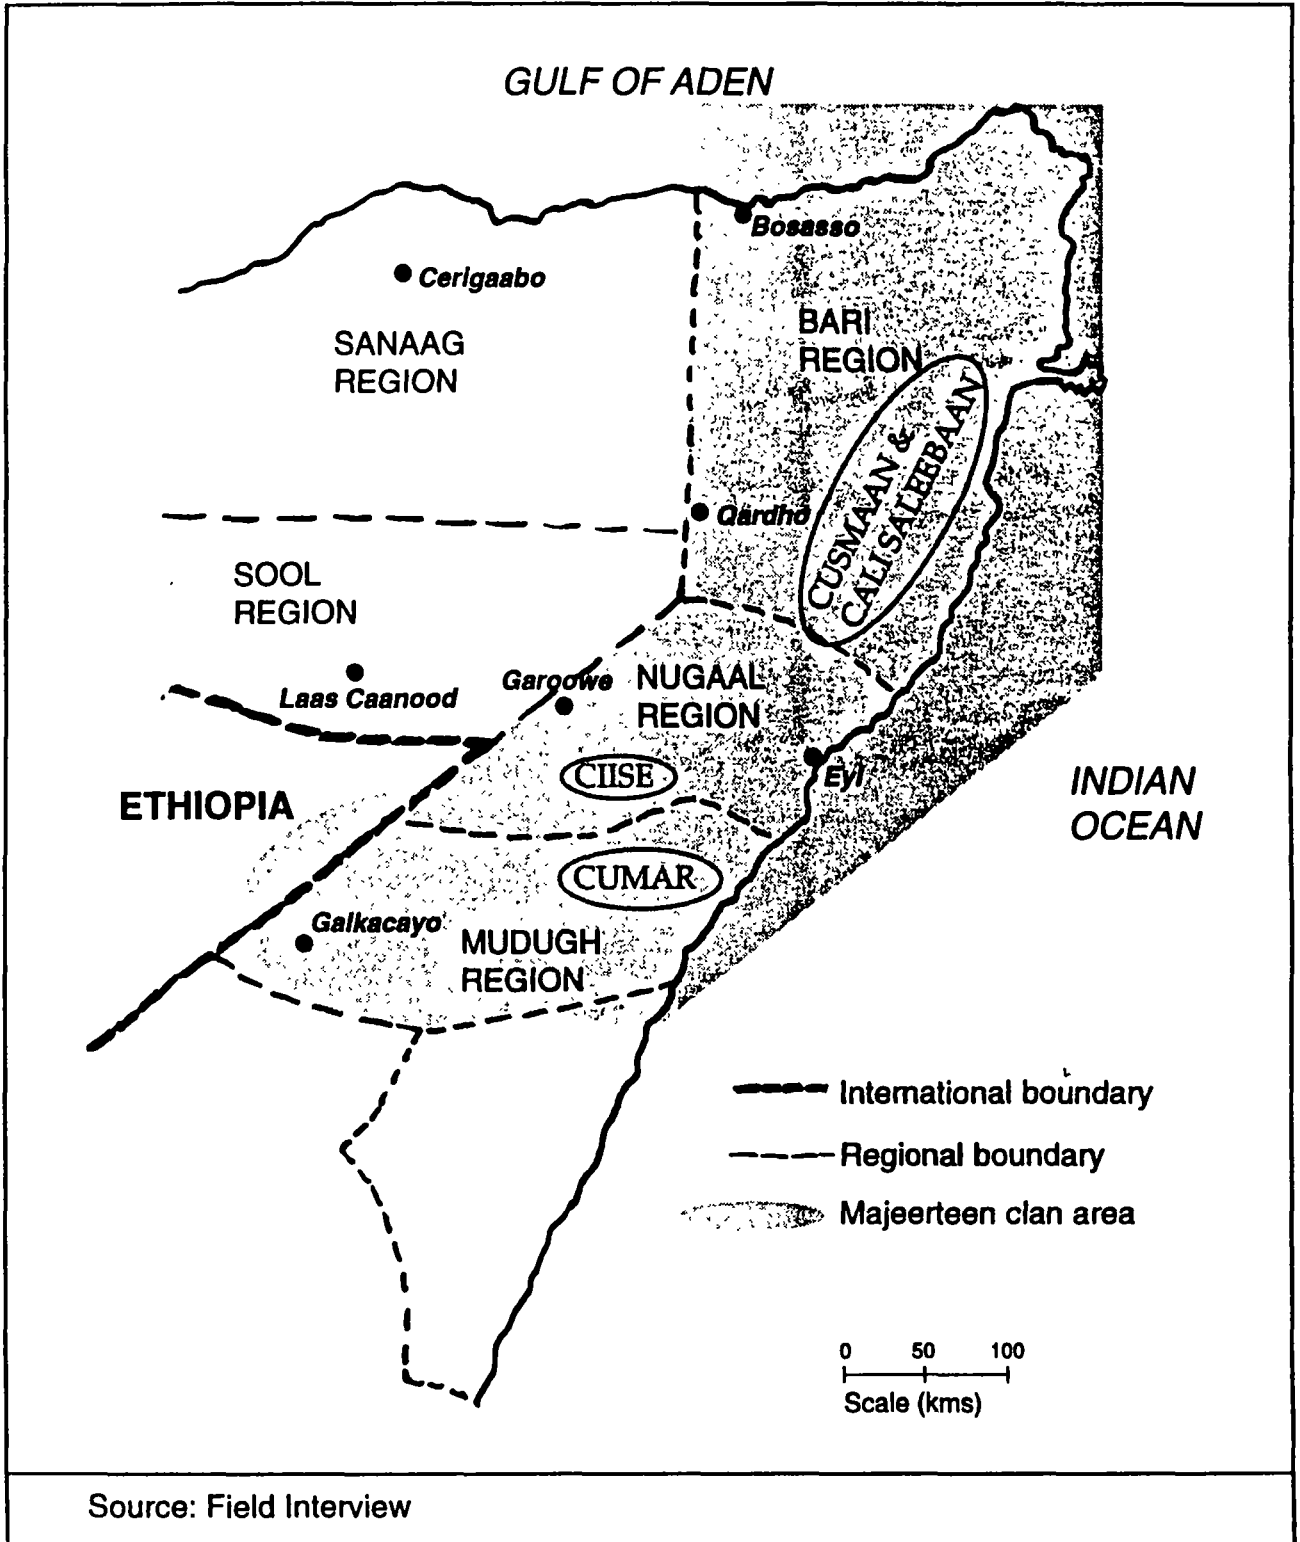 GULF OF ADEN
Bosasso
Cerigaabo
BARI
REGION
SANAAG
REGION
CUSMAAN &
CALI SALEEBAAN
Qardho
SOOL
REGION
Garoowe
NUGAAL
REGION
Laas Caanood
CIISE
Eyl
INDIAN
OCEAN
ETHIOPIA
CUMAR
Galkacayo
MUDUGH
REGION
International boundary
Regional boundary
Majeerteen clan area
0 50 100
Scale (kms)
Source: Field Interview